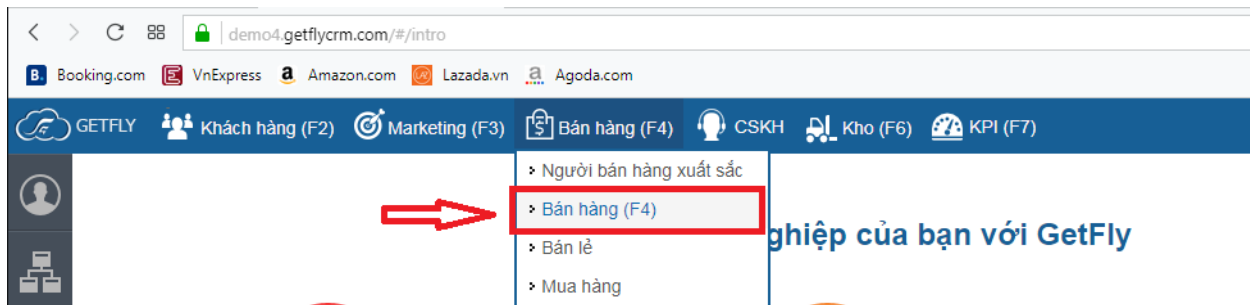 demo4.getflycrm.com/#/intro
B. Booking.com VnExpress a Amazon.com Lazada.vn a Agoda.com
GETFLY Khách hàng (F2) Marketing (F3) Bán hàng (F4) CSKH Kho (F6) KPI (F7)
Người bán hàng xuất sắc
Bán hàng (F4)
ghiệp của bạn với GetFly
Bán lẻ
Mua hàng